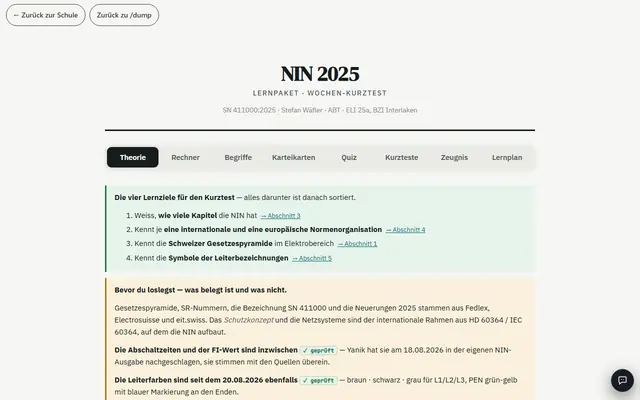 ← Zurück zur Schule
Zurück zu /dump
NIN 2025
LERNPAKET · WOCHEN-KURZTEST
SN 411000:2025 · Stefan Wäfler · ABT · ELI 25a, BZI Interlaken
Theorie
Rechner
Begriffe
Karteikarten
Quiz
Kurzteste
Zeugnis
Lernplan
Die vier Lernziele für den Kurztest — alles darunter ist danach sortiert.
1. Weiss, wie viele Kapitel die NIN hat → Abschnitt 3
2. Kennt je eine internationale und eine europäische Normenorganisation → Abschnitt 4
3. Kennt die Schweizer Gesetzespyramide im Elektrobereich → Abschnitt 1
4. Kennt die Symbole der Leiterbezeichnungen → Abschnitt 5
Bevor du loslegst — was belegt ist und was nicht.
Gesetzespyramide, SR-Nummern, die Bezeichnung SN 411000 und die Neuerungen 2025 stammen aus Fedlex,
Electrosuisse und eit.swiss. Das Schutzkonzept und die Netzsysteme sind der internationale Rahmen aus HD 60364 / IEC
60364, auf dem die NIN aufbaut.
Die Abschaltzeiten und der FI-Wert sind inzwischen ✓ geprüft — Yanik hat sie am 18.08.2026 in der eigenen NIN-
Ausgabe nachgeschlagen, sie stimmen mit den Quellen überein.
Die Leiterfarben sind seit dem 20.08.2026 ebenfalls ✓ geprüft — braun · schwarz · grau für L1/L2/L3, PEN grün-gelb
mit blauer Markierung an den Enden.